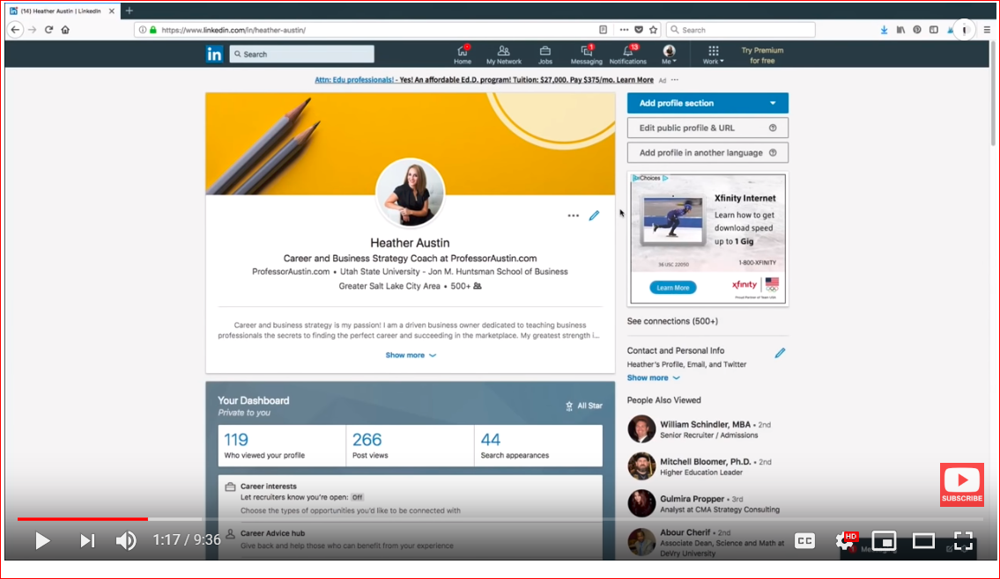 (14) Heather Austin | LinkedIn
https://www.linkedin.com/in/heather-austin/
Search
in
Search
Home
My Network
Jobs
1
Messaging
13
Notifications
Me
Work
Try Premium
for free
Attn: Edu professionals! - Yes! An affordable Ed.D. program! Tuition: $27,000. Pay $375/mo. Learn More Ad ···
Add profile section
Edit public profile & URL
Add profile in another language
Heather Austin
Career and Business Strategy Coach at ProfessorAustin.com
ProfessorAustin.com • Utah State University - Jon M. Huntsman School of Business
Greater Salt Lake City Area • 500+
Career and business strategy is my passion! I am a driven business owner dedicated to teaching business
professionals the secrets to finding the perfect career and succeeding in the marketplace. My greatest strength i...
Show more
Xfinity Internet
Learn how to get
download speed
up to 1 Gig
36 USC 22050
1-800-XFINITY
Learn More
xfinity
Proud Partner of Team USA
See connections (500+)
Contact and Personal Info
Heather's Profile, Email, and Twitter
Show more
People Also Viewed
William Schindler, MBA • 2nd
Senior Recruiter / Admissions
Mitchell Bloomer, Ph.D. • 2nd
Higher Education Leader
Gulmira Propper • 3rd
Analyst at CMA Strategy Consulting
Abour Cherif • 2nd
Associate Dean, Science and Math at
DeVry University
Your Dashboard
Private to you
All Star
119
Who viewed your profile
266
Post views
44
Search appearances
Career interests
Let recruiters know you're open: Off
Choose the types of opportunities you'd like to be connected with
Career Advice hub
Give back and help those who can benefit from your experience
SUBSCRIBE
1:17 / 9:36
CC
HD